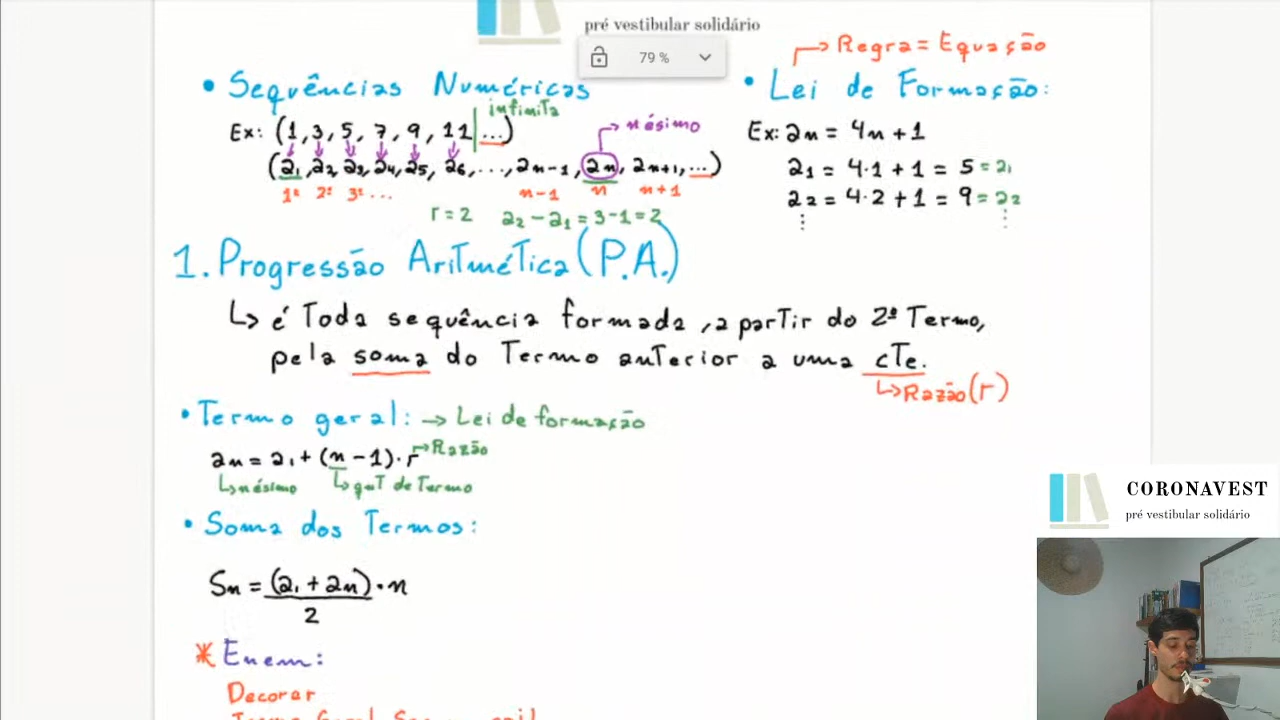 pré vestibular solidário
79 %
Regra = Equação
• Sequências Numéricas
• Lei de Formação:
infinita
Ex: (1, 3, 5, 7, 9, 11, ...)
nésimo
Ex: an = 4n + 1
(a1, a2, a3, a4, a5, a6, ..., an-1, an, an+1, ...)
a1 = 4·1 + 1 = 5 = a1
1º 2º 3º ... n-1 n n+1
a2 = 4·2 + 1 = 9 = a2
r = 2 a2 - a1 = 3 - 1 = 2
1. Progressão Aritmética (P.A.)
↳ é Toda sequência formada, a partir do 2º Termo,
pela soma do Termo anterior a uma cTe.
↳ Razão (r)
• Termo geral: → Lei de formação
an = a1 + (n - 1) · r → Razão
↳ nésimo ↳ qnT de Termo
• Soma dos Termos:
Sn = (a1 + an) · n
2
* Enem:
Decorar
CORONAVEST
pré vestibular solidário